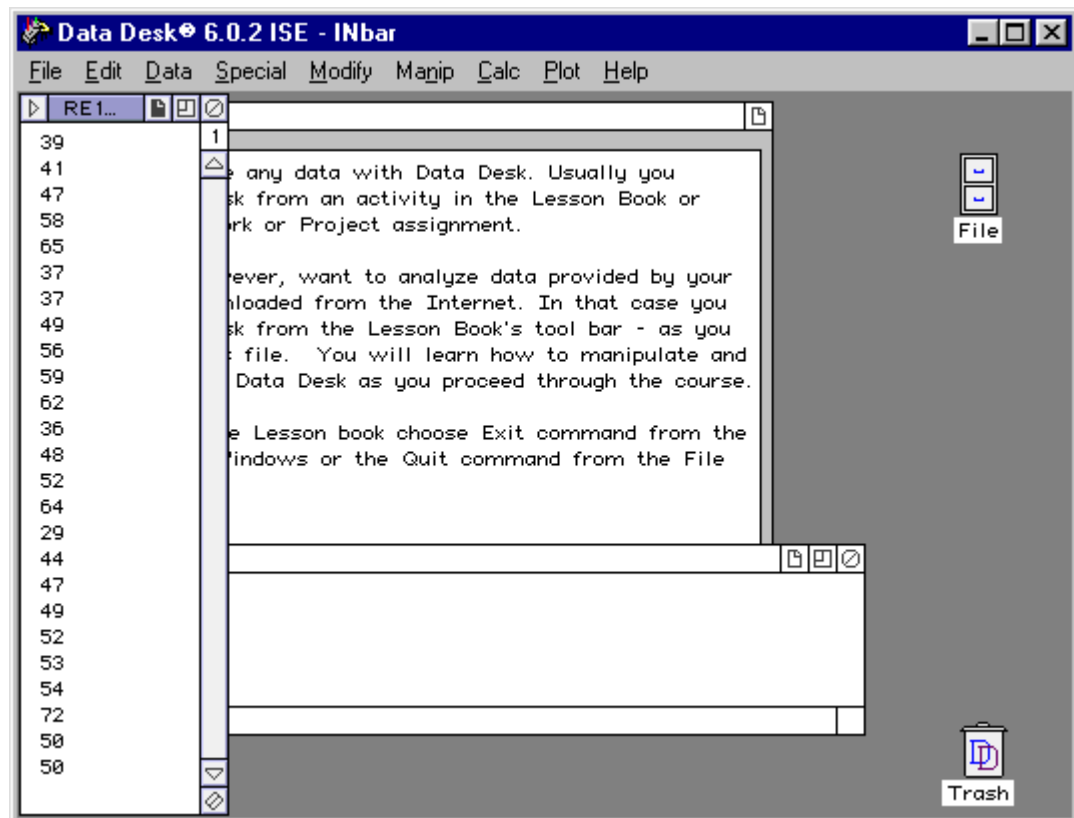 Data Desk® 6.0.2 ISE - INbar
File Edit Data Special Modify Manip Calc Plot Help
RE1...
1
39
41
47
58
65
37
37
49
56
59
62
36
48
52
64
29
44
47
49
52
53
54
72
50
50
any data with Data Desk. Usually you
sk from an activity in the Lesson Book or
rk or Project assignment.
ever, want to analyze data provided by your
nloaded from the Internet. In that case you
sk from the Lesson Book's tool bar - as you
file. You will learn how to manipulate and
Data Desk as you proceed through the course.
e Lesson book choose Exit command from the
indows or the Quit command from the File
File
Trash